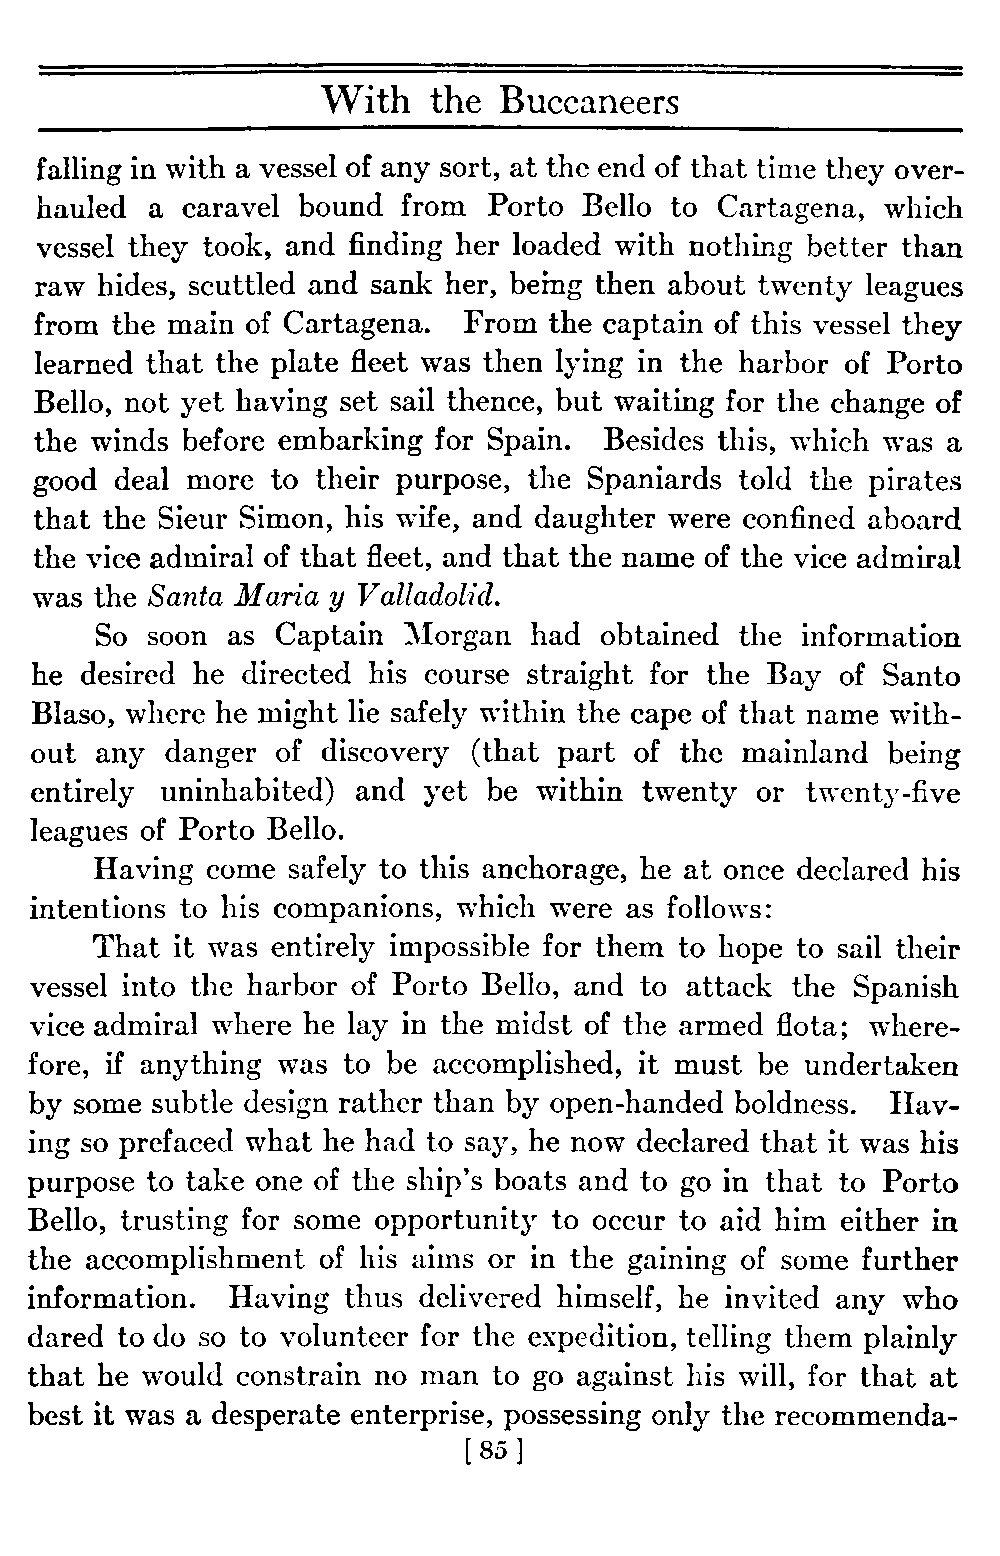 With the Buccaneers
falling in with a vessel of any sort, at the end of that time they over-
hauled a caravel bound from Porto Bello to Cartagena, which
vessel they took, and finding her loaded with nothing better than
raw hides, scuttled and sank her, being then about twenty leagues
from the main of Cartagena. From the captain of this vessel they
learned that the plate fleet was then lying in the harbor of Porto
Bello, not yet having set sail thence, but waiting for the change of
the winds before embarking for Spain. Besides this, which was a
good deal more to their purpose, the Spaniards told the pirates
that the Sieur Simon, his wife, and daughter were confined aboard
the vice admiral of that fleet, and that the name of the vice admiral
was the Santa Maria y Valladolid.
So soon as Captain Morgan had obtained the information
he desired he directed his course straight for the Bay of Santo
Blaso, where he might lie safely within the cape of that name with-
out any danger of discovery (that part of the mainland being
entirely uninhabited) and yet be within twenty or twenty-five
leagues of Porto Bello.
Having come safely to this anchorage, he at once declared his
intentions to his companions, which were as follows:
That it was entirely impossible for them to hope to sail their
vessel into the harbor of Porto Bello, and to attack the Spanish
vice admiral where he lay in the midst of the armed flota; where-
fore, if anything was to be accomplished, it must be undertaken
by some subtle design rather than by open-handed boldness. Hav-
ing so prefaced what he had to say, he now declared that it was his
purpose to take one of the ship's boats and to go in that to Porto
Bello, trusting for some opportunity to occur to aid him either in
the accomplishment of his aims or in the gaining of some further
information. Having thus delivered himself, he invited any who
dared to do so to volunteer for the expedition, telling them plainly
that he would constrain no man to go against his will, for that at
best it was a desperate enterprise, possessing only the recommenda-
[ 85 ]